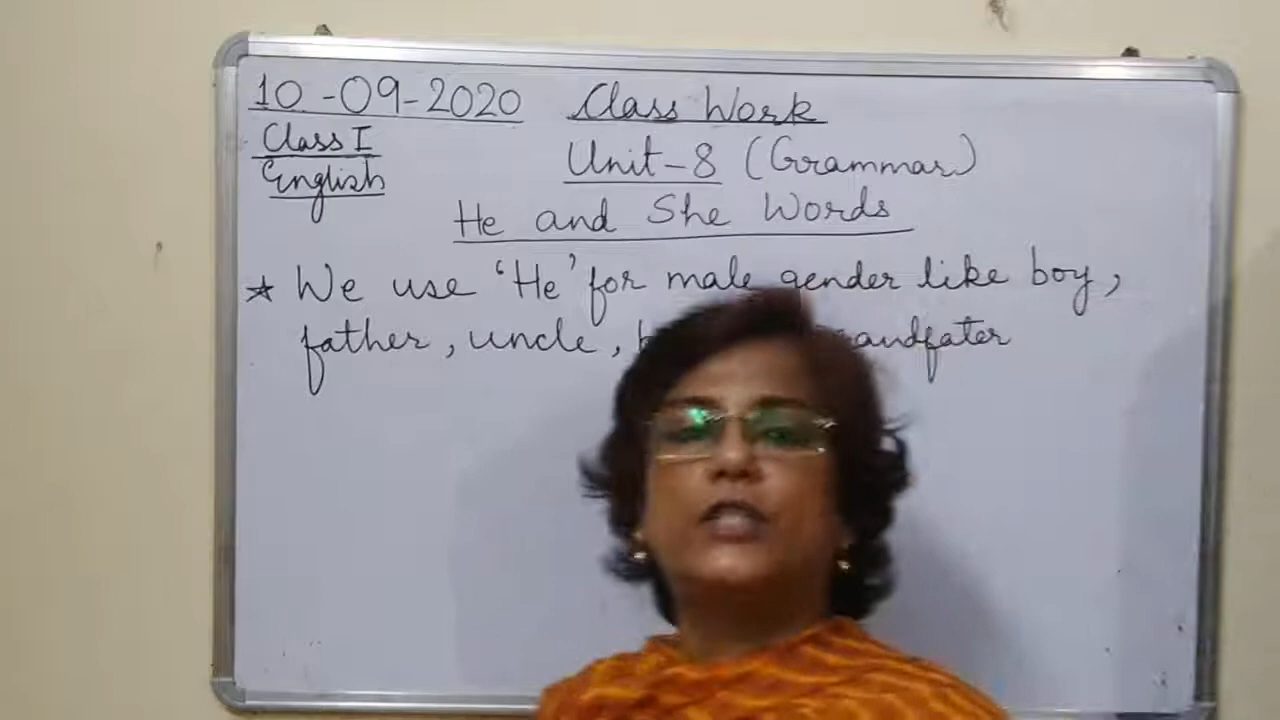 10-09-2020 Class Work
Class I
English
Unit-8 (Grammar)
He and She Words
☆ We use 'He' for male gender like boy,
father, uncle, andfater